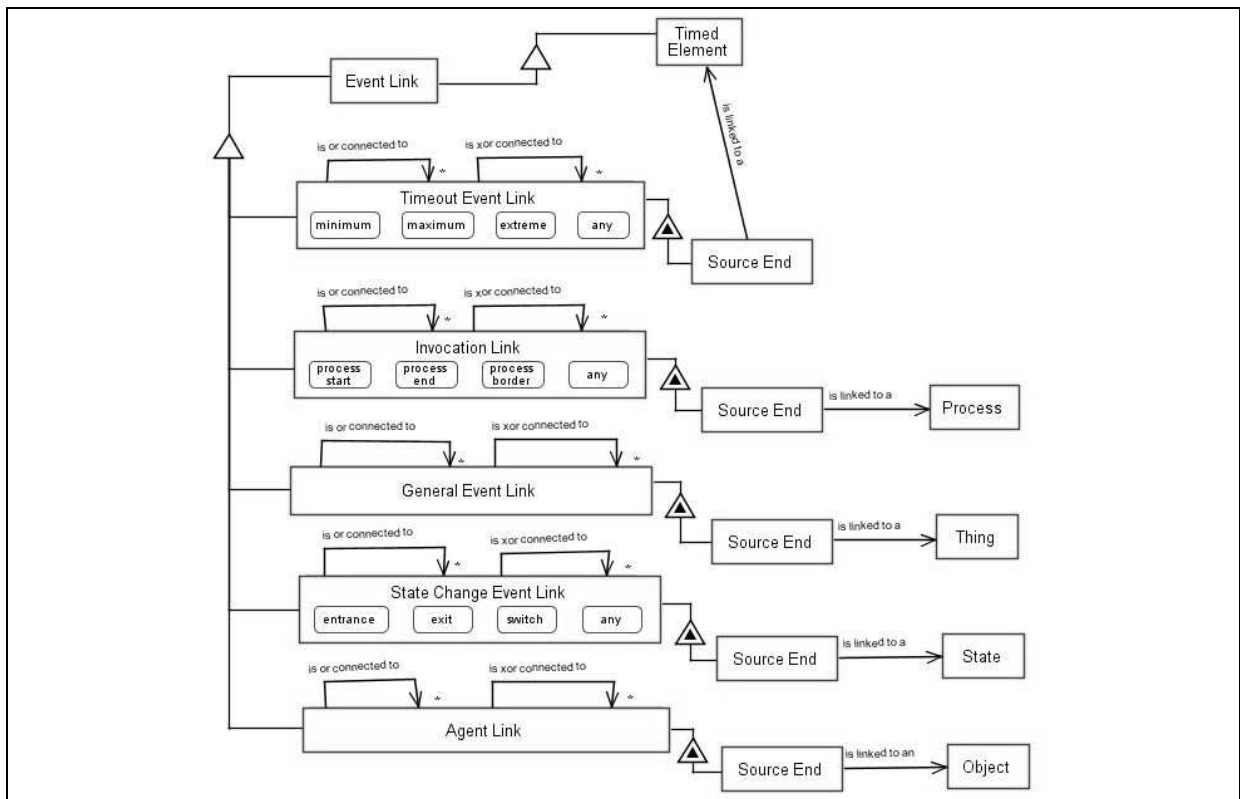 Timed
Element
Event Link
is linked to a
is or connected to
is xor connected to
*
*
Timeout Event Link
minimum
maximum
extreme
any
Source End
is or connected to
is xor connected to
*
*
Invocation Link
process
start
process
end
process
border
any
Source End
is linked to a
Process
is or connected to
is xor connected to
*
*
General Event Link
Source End
is linked to a
Thing
is or connected to
is xor connected to
*
*
State Change Event Link
entrance
exit
switch
any
Source End
is linked to a
State
is or connected to
is xor connected to
*
*
Agent Link
Source End
is linked to an
Object